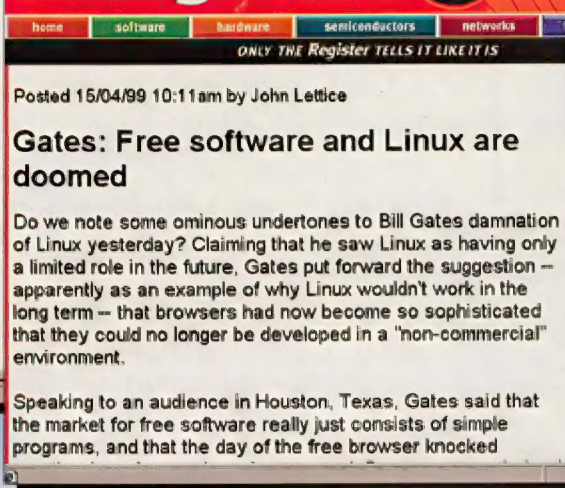 home software hardware semiconductors networks
ONLY THE Register TELLS IT LIKE IT IS
Posted 15/04/99 10:11am by John Lettice
Gates: Free software and Linux are
doomed
Do we note some ominous undertones to Bill Gates damnation
of Linux yesterday? Claiming that he saw Linux as having only
a limited role in the future, Gates put forward the suggestion --
apparently as an example of why Linux wouldn't work in the
long term -- that browsers had now become so sophisticated
that they could no longer be developed in a "non-commercial"
environment.
Speaking to an audience in Houston, Texas, Gates said that
the market for free software really just consists of simple
programs, and that the day of the free browser knocked